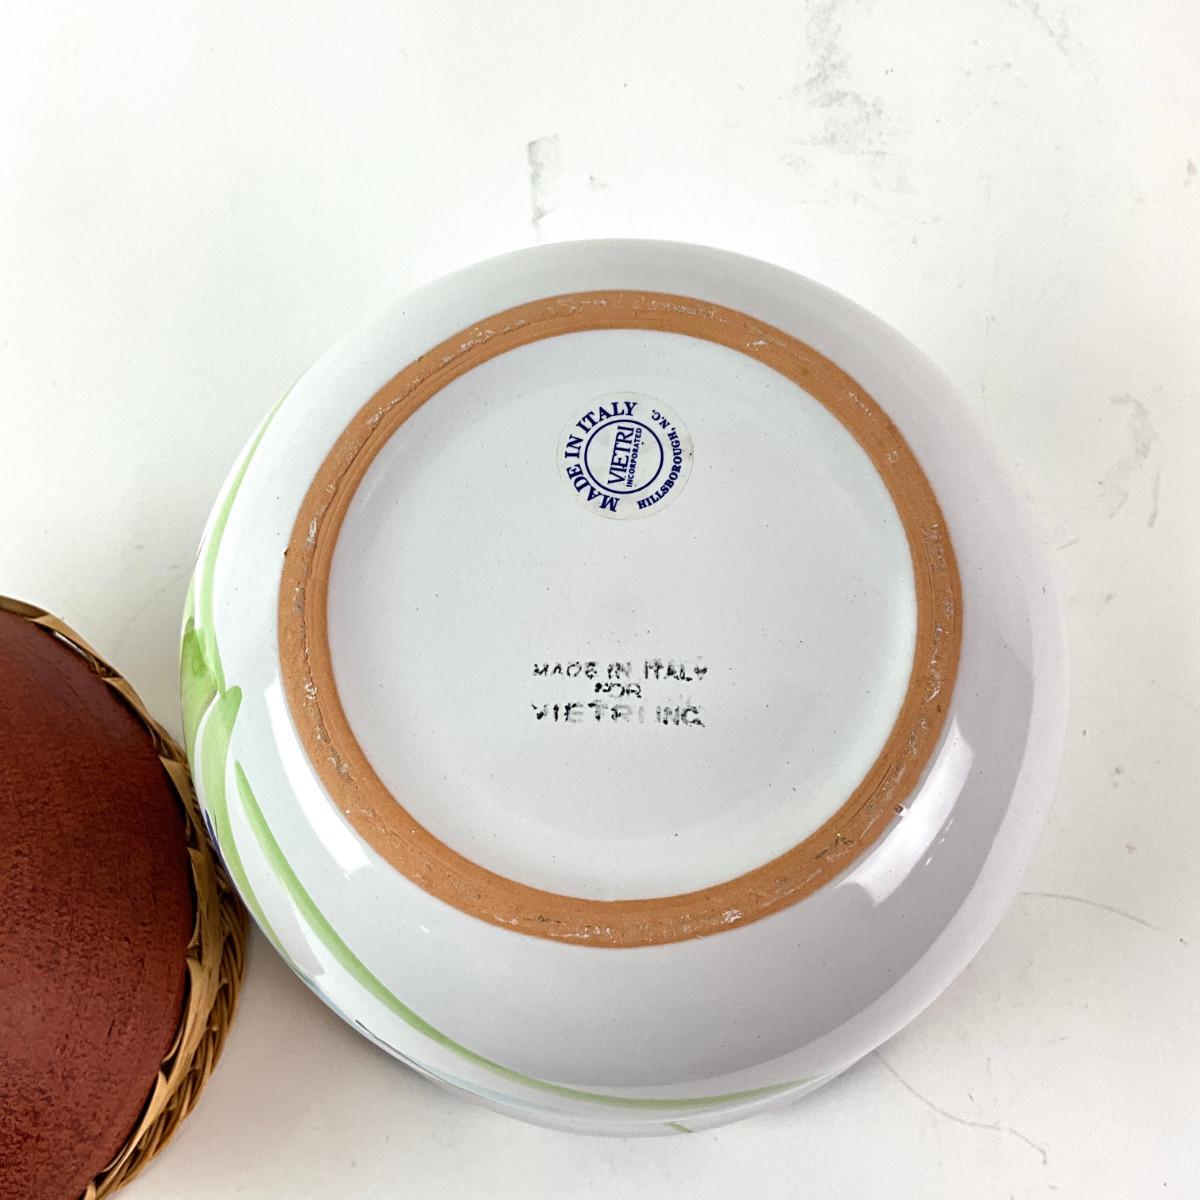 MADE IN ITALY
VIETRI
INCORPORATED
HILLSBOROUGH, N.C.
MADE IN ITALY
FOR
VIETRI INC